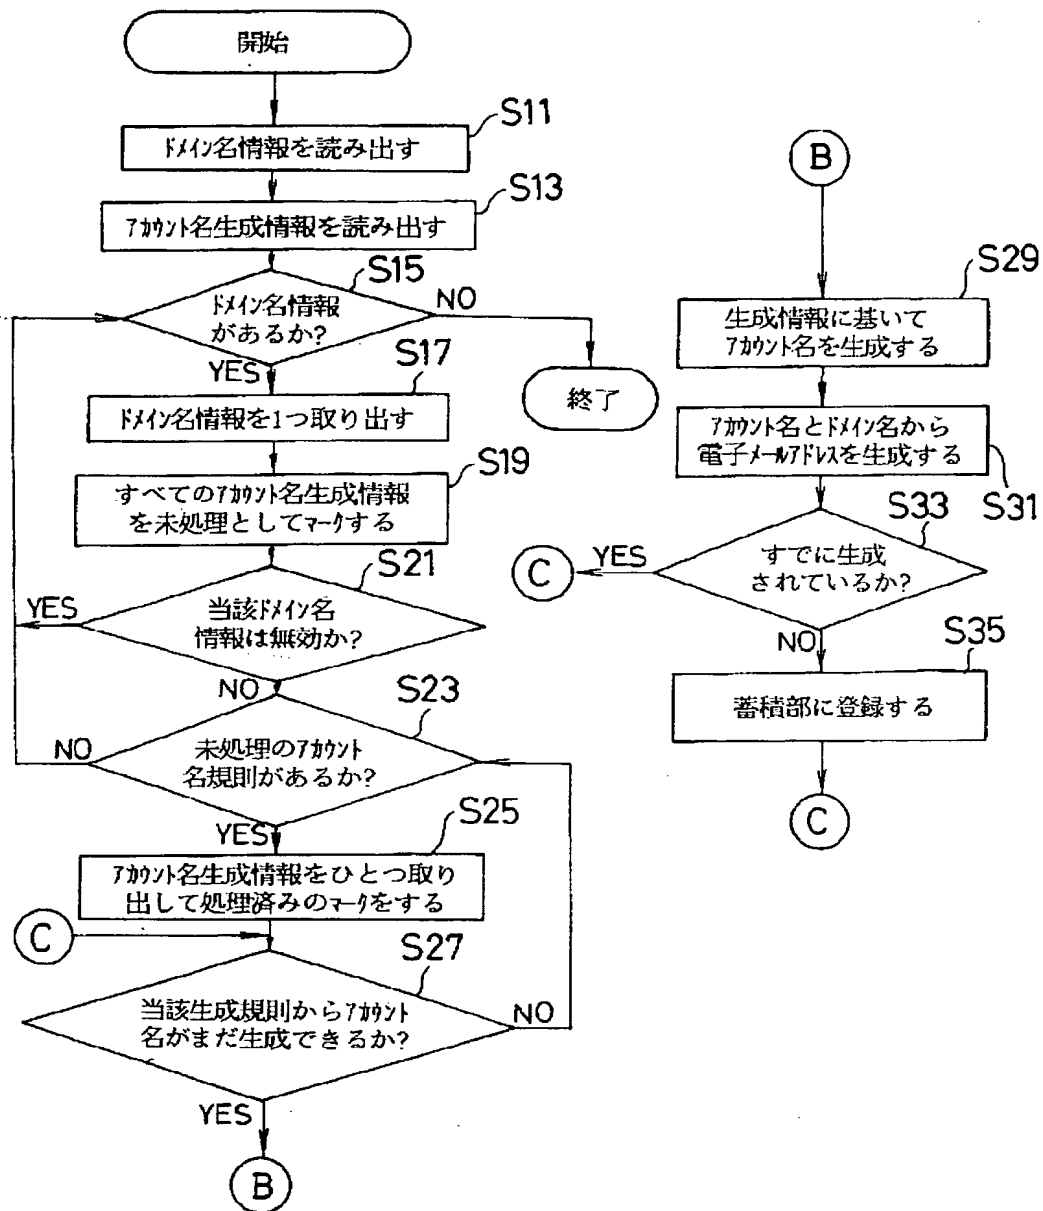 開始
S11
ドメイン名情報を読み出す
S13
アカウント名生成情報を読み出す
S15
ドメイン名情報
があるか?
NO
YES
終了
S17
ドメイン名情報を1つ取り出す
S19
すべてのアカウント名生成情報
を未処理としてマークする
S21
当該ドメイン名
情報は無効か?
YES
NO
S23
未処理のアカウント
名規則があるか?
NO
YES
S25
アカウント名生成情報をひとつ取り
出して処理済みのマークをする
C
S27
当該生成規則からアカウント
名がまだ生成できるか?
NO
YES
B
B
S29
生成情報に基いて
アカウント名を生成する
アカウント名とドメイン名から
電子メールアドレスを生成する
S31
S33
すでに生成
されているか?
YES
C
NO
S35
蓄積部に登録する
C